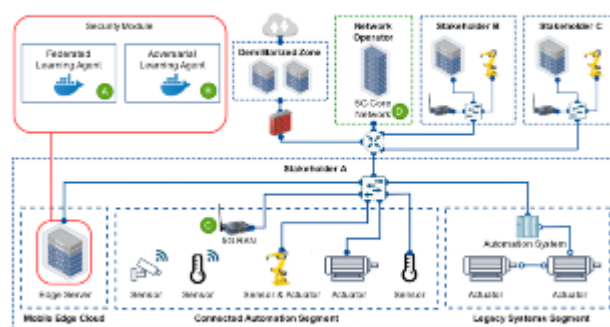 Security Module
Federated
Learning Agent
A
Adversarial
Learning Agent
B
Demilitarized Zone
Network
Operator
5G Core
Network
D
Stakeholder B
Stakeholder C
Stakeholder A
C
5G RAN
Automation System
Edge Server
Sensor
Sensor
Sensor & Actuator
Actuator
Sensor
Actuator
Actuator
Mobile Edge Cloud
Connected Automation Segment
Legacy Systems Segment